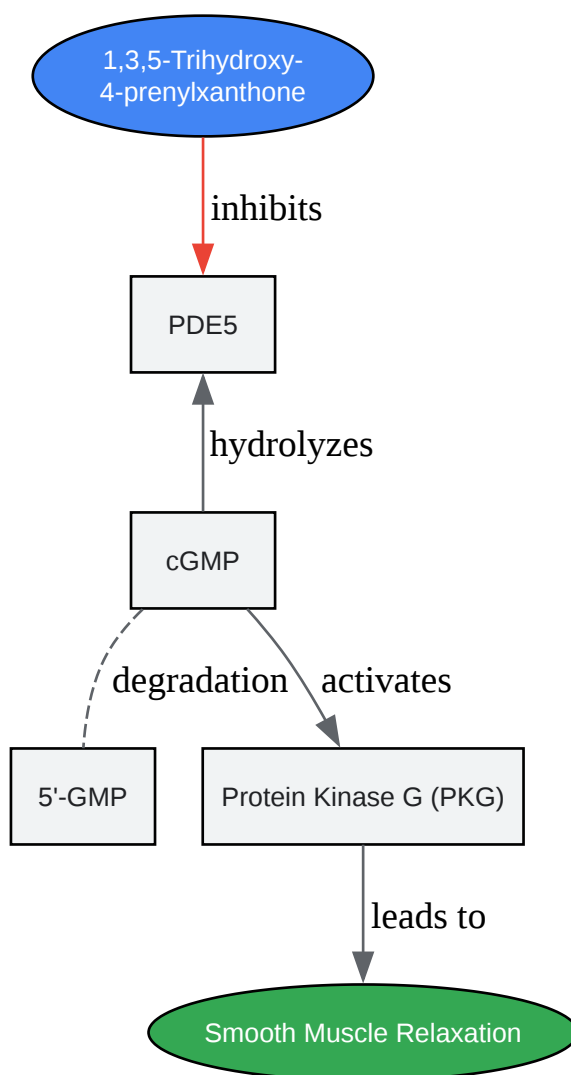 1,3,5-Trihydroxy-
4-prenylxanthone
inhibits
PDE5
hydrolyzes
cGMP
degradation
activates
5'-GMP
Protein Kinase G (PKG)
leads to
Smooth Muscle Relaxation